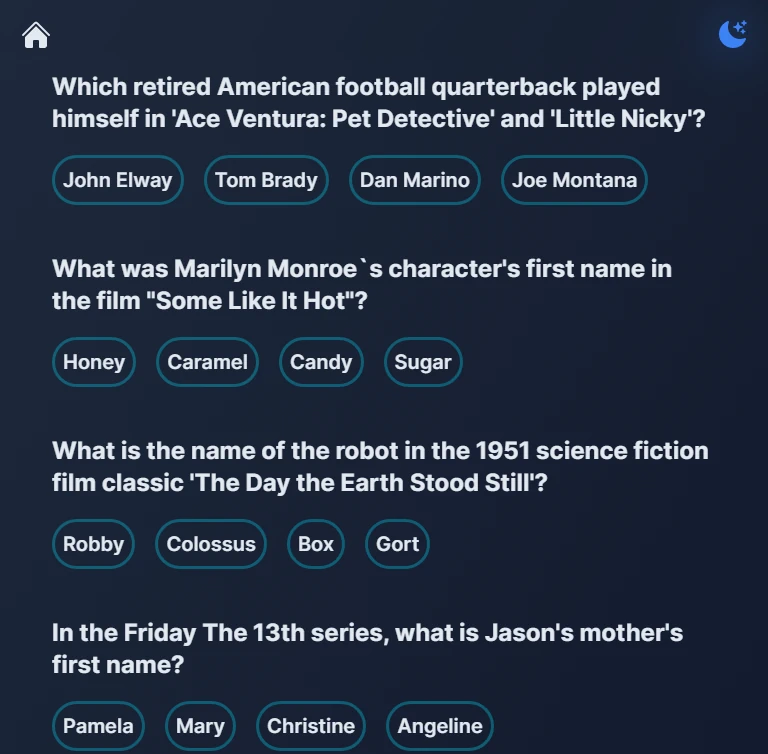 Which retired American football quarterback played
himself in 'Ace Ventura: Pet Detective' and 'Little Nicky'?
John Elway Tom Brady Dan Marino Joe Montana
What was Marilyn Monroe`s character's first name in
the film "Some Like It Hot"?
Honey Caramel Candy Sugar
What is the name of the robot in the 1951 science fiction
film classic 'The Day the Earth Stood Still'?
Robby Colossus Box Gort
In the Friday The 13th series, what is Jason's mother's
first name?
Pamela Mary Christine Angeline